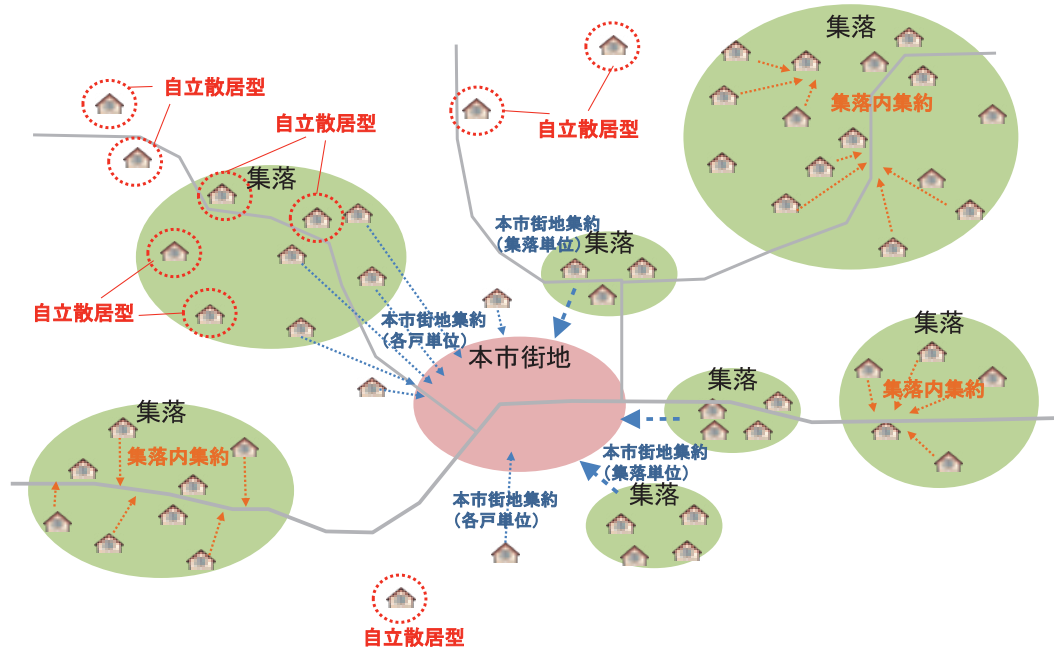 集落
自立散居型
自立散居型
自立散居型
集落内集約
集落
本市街地集約
（集落単位）
集落
自立散居型
本市街地集約
（各戸単位）
集落
本市街地
集落
集落内集約
集落
集落内集約
本市街地集約
（集落単位）
集落
本市街地集約
（各戸単位）
自立散居型